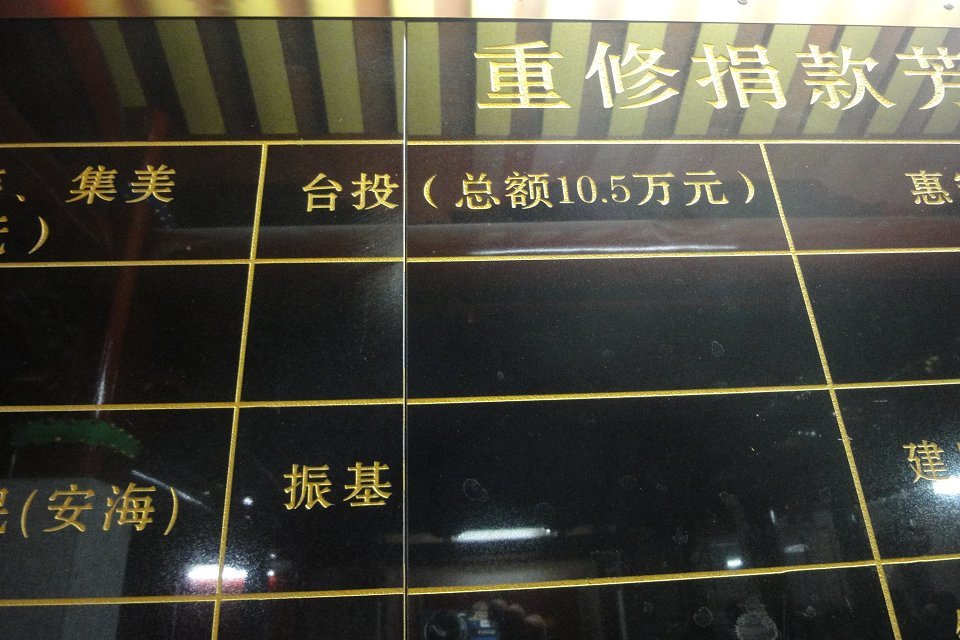 重修捐款芳
、集美
台投（总额10.5万元）
惠
）
(安海)
振基
建